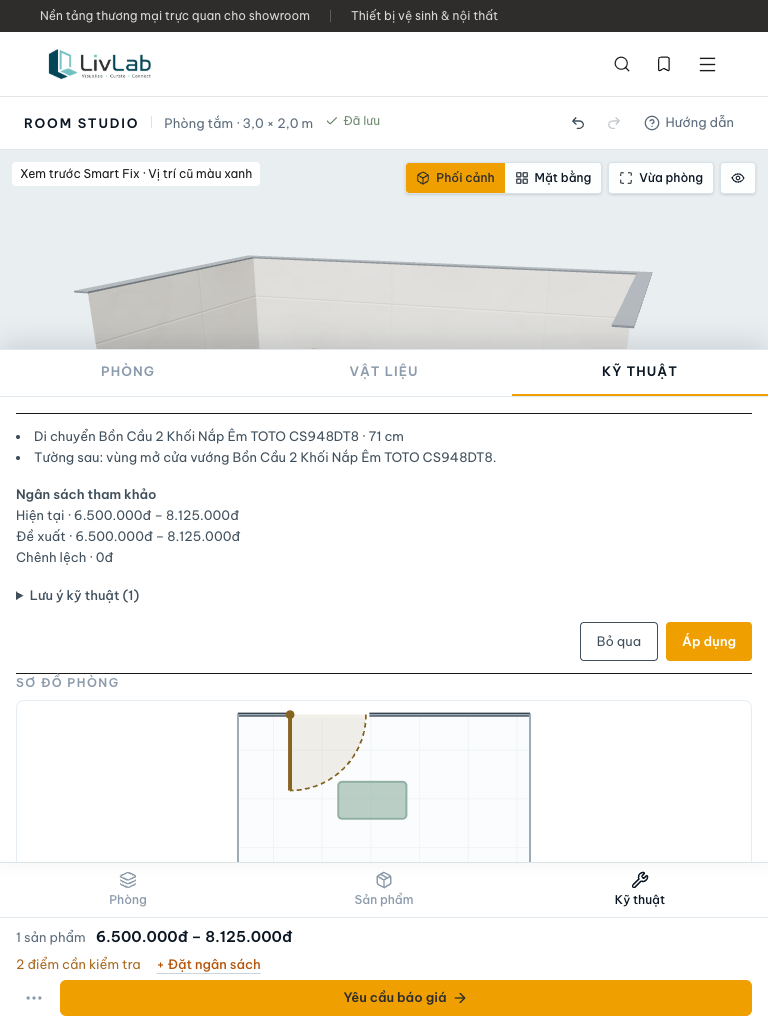 Nền tảng thương mại trực quan cho showroom
Thiết bị vệ sinh & nội thất
LivLab
Visualize · Curate · Connect
ROOM STUDIO
Phòng tắm · 3,0 × 2,0 m
Đã lưu
Hướng dẫn
Xem trước Smart Fix · Vị trí cũ màu xanh
Phối cảnh
Mặt bằng
Vừa phòng
PHÒNG
VẬT LIỆU
KỸ THUẬT
Di chuyển Bồn Cầu 2 Khối Nắp Êm TOTO CS948DT8 · 71 cm
Tường sau: vùng mở cửa vướng Bồn Cầu 2 Khối Nắp Êm TOTO CS948DT8.
Ngân sách tham khảo
Hiện tại · 6.500.000đ – 8.125.000đ
Đề xuất · 6.500.000đ – 8.125.000đ
Chênh lệch · 0đ
Lưu ý kỹ thuật (1)
Bỏ qua
Áp dụng
SƠ ĐỒ PHÒNG
Phòng
Sản phẩm
Kỹ thuật
1 sản phẩm 6.500.000đ – 8.125.000đ
2 điểm cần kiểm tra + Đặt ngân sách
Yêu cầu báo giá →